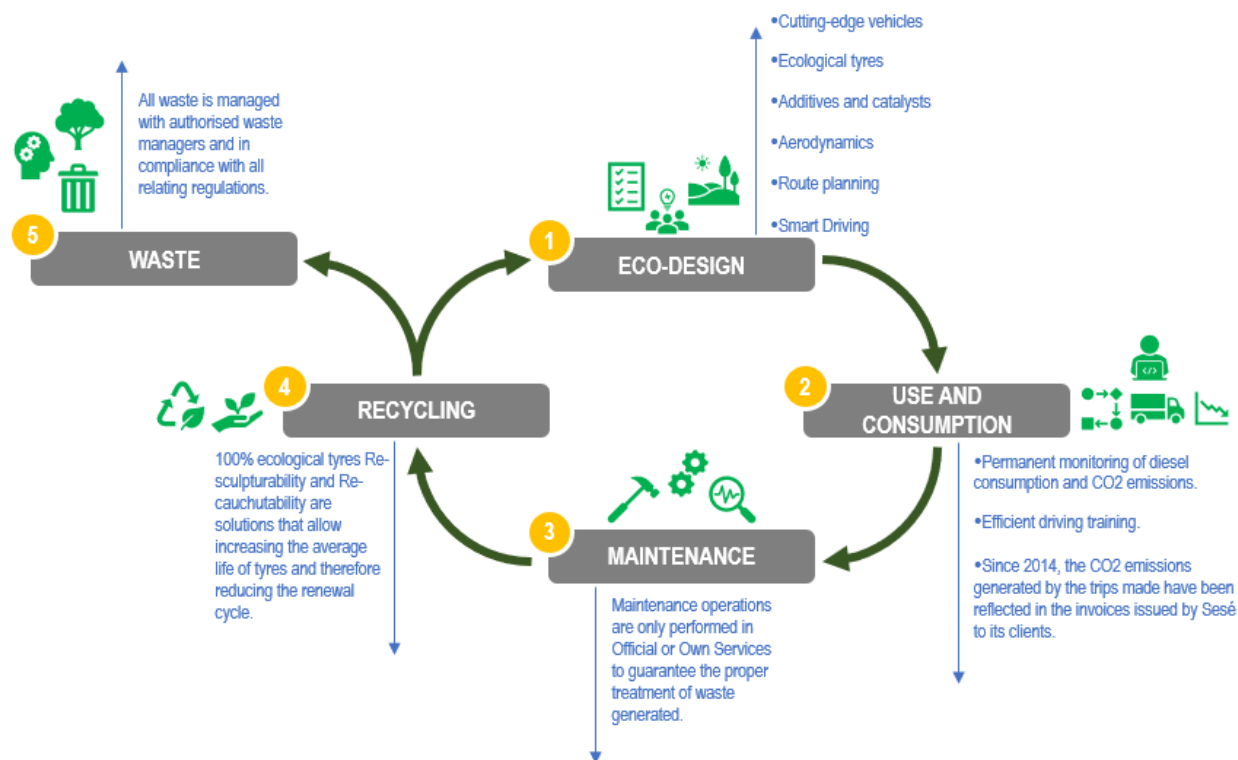 1
ECO-DESIGN
•Cutting-edge vehicles
•Ecological tyres
•Additives and catalysts
•Aerodynamics
•Route planning
•Smart Driving
2
USE AND
CONSUMPTION
•Permanent monitoring of diesel
consumption and CO2 emissions.
•Efficient driving training.
•Since 2014, the CO2 emissions
generated by the trips made have been
reflected in the invoices issued by Sesé
to its clients.
3
MAINTENANCE
Maintenance operations
are only performed in
Official or Own Services
to guarantee the proper
treatment of waste
generated.
4
RECYCLING
100% ecological tyres Re-
sculpturability and Re-
cauchutability are
solutions that allow
increasing the average
life of tyres and therefore
reducing the renewal
cycle.
5
WASTE
All waste is managed
with authorised waste
managers and in
compliance with all
relating regulations.